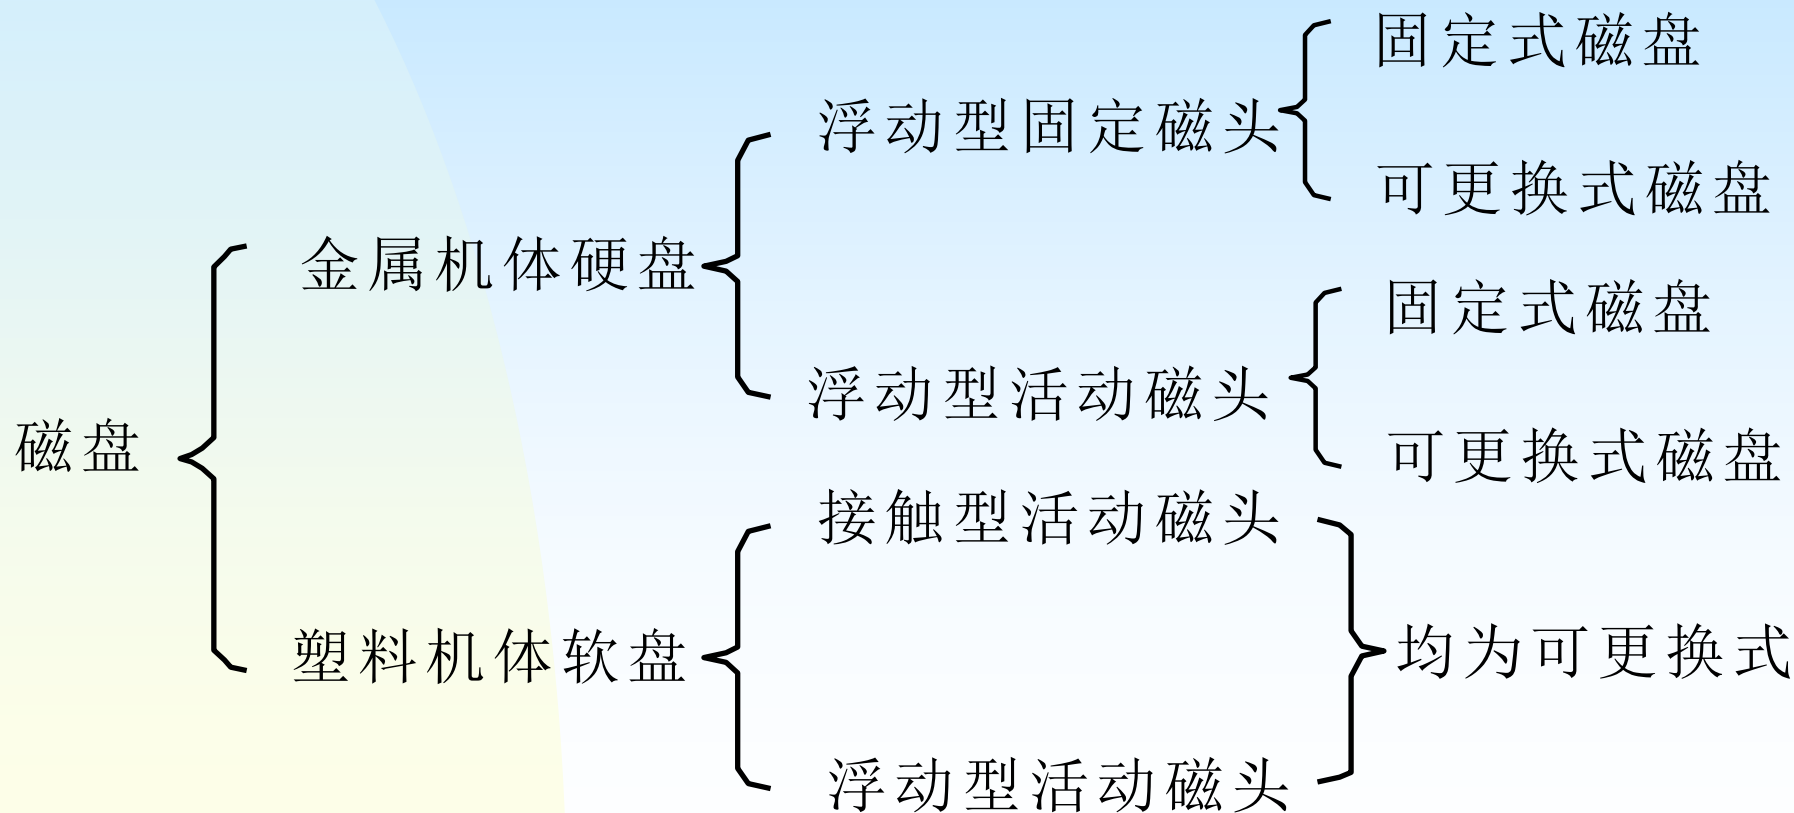 固定式磁盘
浮动型固定磁头
可更换式磁盘
金属机体硬盘
固定式磁盘
浮动型活动磁头
磁盘
可更换式磁盘
接触型活动磁头
塑料机体软盘
均为可更换式
浮动型活动磁头